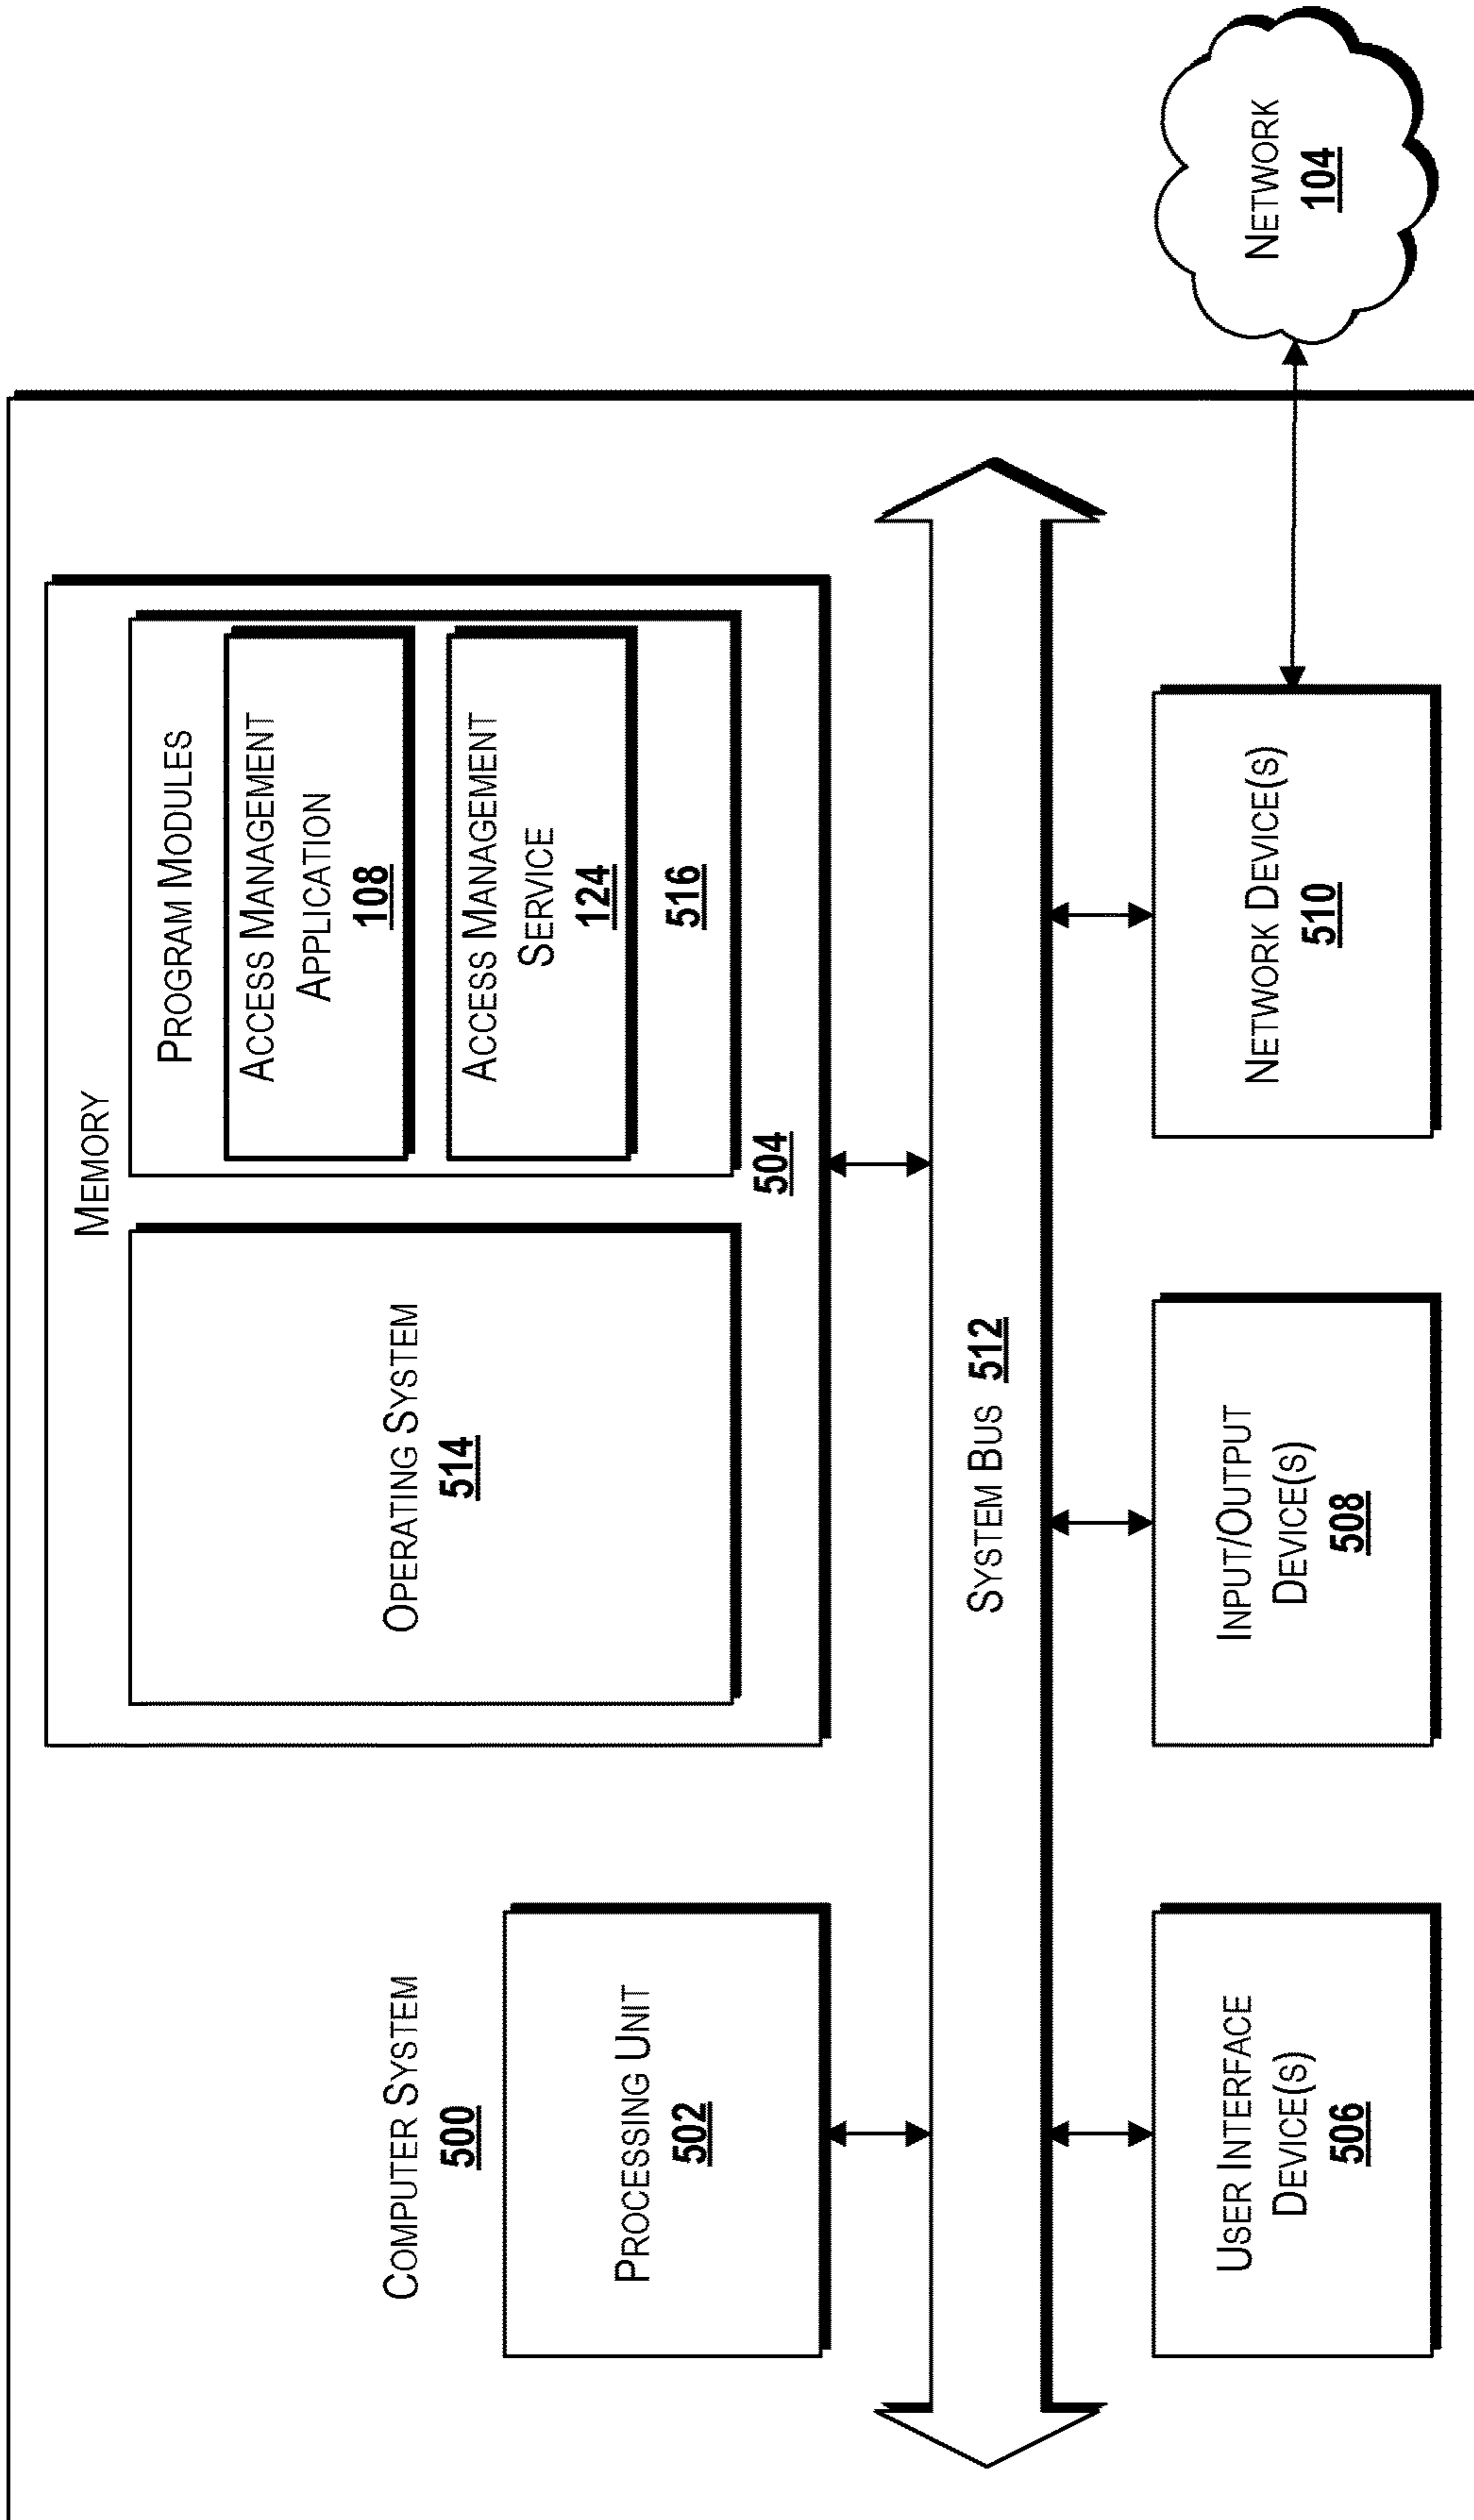 COMPUTER SYSTEM
500
PROCESSING UNIT
502
MEMORY
OPERATING SYSTEM
514
PROGRAM MODULES
ACCESS MANAGEMENT
APPLICATION
108
ACCESS MANAGEMENT
SERVICE
124
516
504
SYSTEM BUS 512
USER INTERFACE
DEVICE(S)
506
INPUT/OUTPUT
DEVICE(S)
508
NETWORK DEVICE(S)
510
NETWORK
104